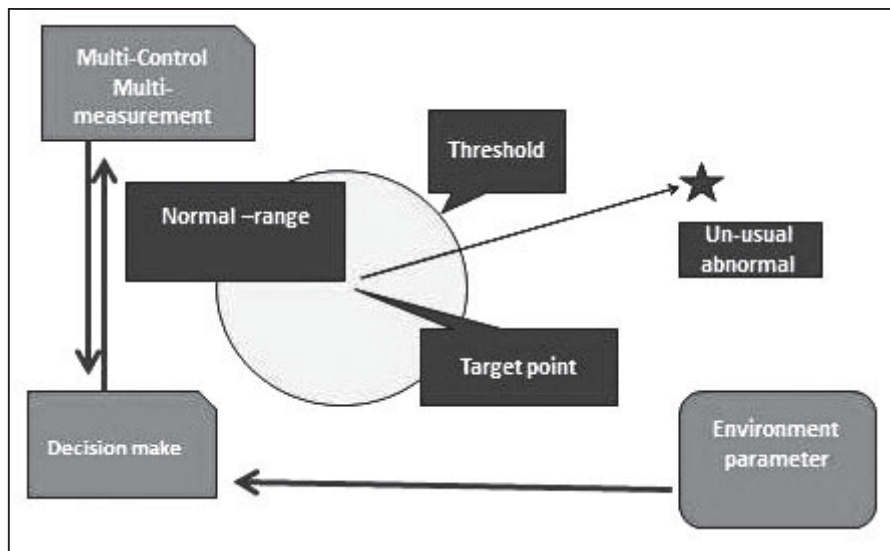 Multi-Control
Multi-
measurement
Threshold
Normal –range
Un-usual
abnormal
Target point
Environment
parameter
Decision make